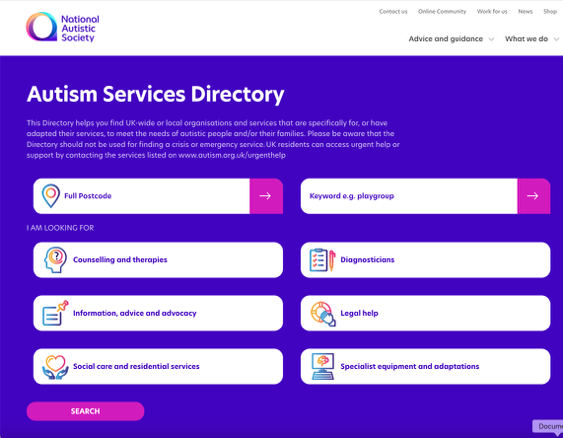 National
Autistic
Society
Contact us Online Community Work for us News Shop
Advice and guidance What we do
Autism Services Directory
This Directory helps you find UK-wide or local organisations and services that are specifically for, or have
adapted their services, to meet the needs of autistic people and/or their families. Please be aware that the
Directory should not be used for finding a crisis or emergency service. UK residents can access urgent help or
support by contacting the services listed on www.autism.org.uk/urgenthelp
Full Postcode
Keyword e.g. playgroup
I AM LOOKING FOR
Counselling and therapies
Diagnosticians
Information, advice and advocacy
Legal help
Social care and residential services
Specialist equipment and adaptations
SEARCH
Docume